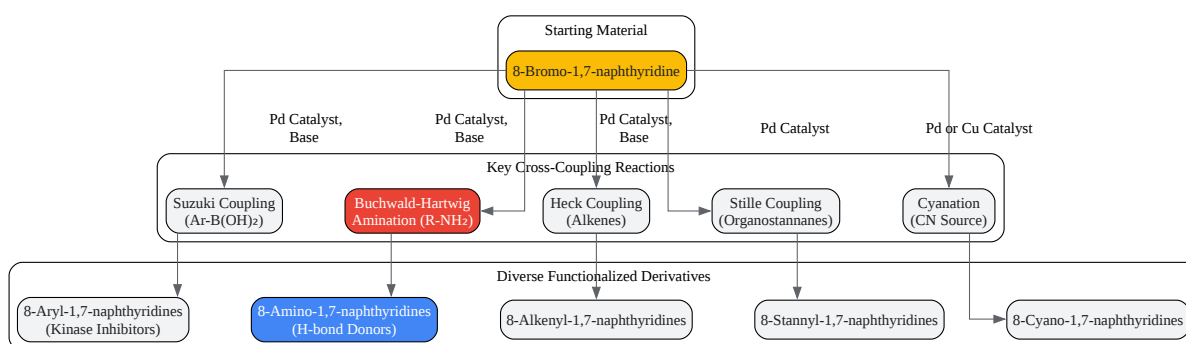 Starting Material
8-Bromo-1,7-naphthyridine
Pd Catalyst,
Base
Pd Catalyst,
Base
Pd Catalyst,
Base
Pd Catalyst
Pd or Cu Catalyst
Key Cross-Coupling Reactions
Suzuki Coupling
(Ar-B(OH)₂)
Buchwald-Hartwig
Amination (R-NH₂)
Heck Coupling
(Alkenes)
Stille Coupling
(Organostannanes)
Cyanation
(CN Source)
Diverse Functionalized Derivatives
8-Aryl-1,7-naphthyridines
(Kinase Inhibitors)
8-Amino-1,7-naphthyridines
(H-bond Donors)
8-Alkenyl-1,7-naphthyridines
8-Stannyl-1,7-naphthyridines
8-Cyano-1,7-naphthyridines